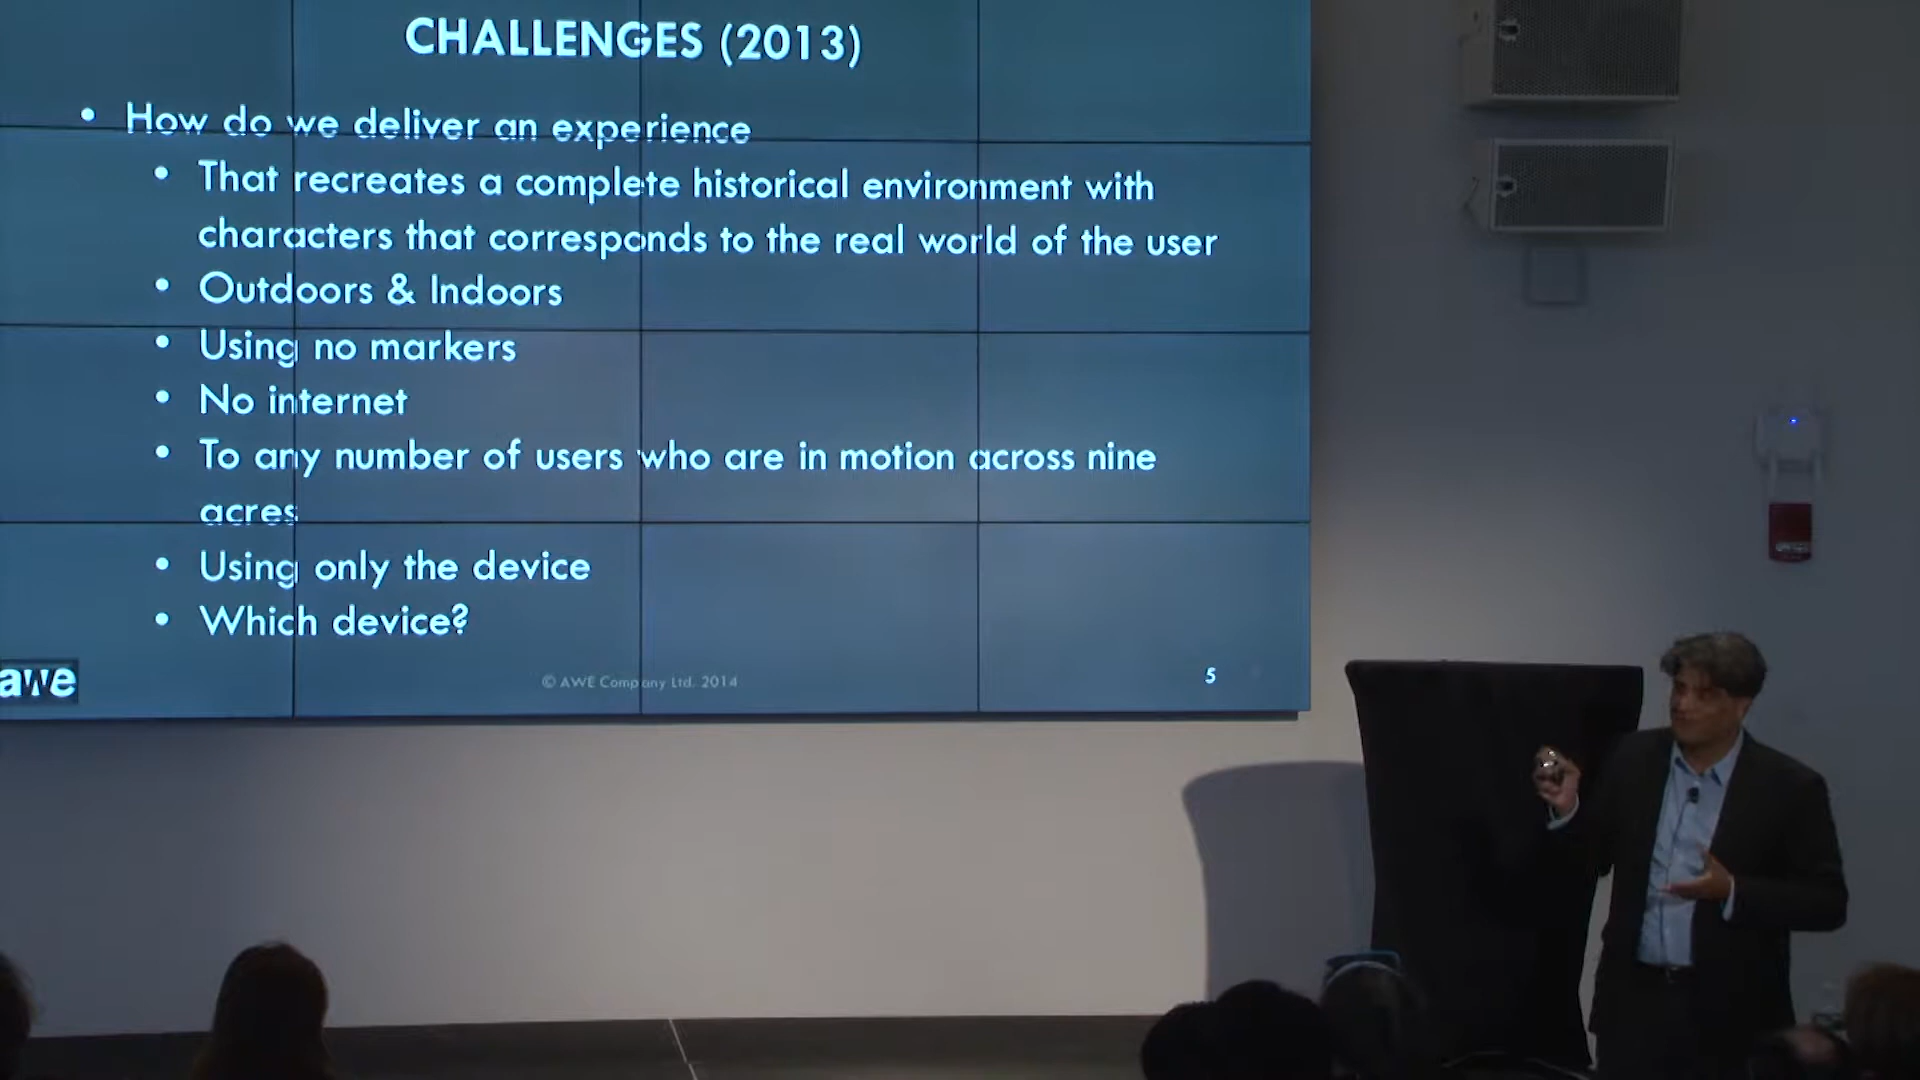 CHALLENGES (2013)
• How do we deliver an experience
• That recreates a complete historical environment with
characters that corresponds to the real world of the user
• Outdoors & Indoors
• Using no markers
• No internet
• To any number of users who are in motion across nine
acres
• Using only the device
• Which device?
awe
© AWE Company Ltd. 2014
5